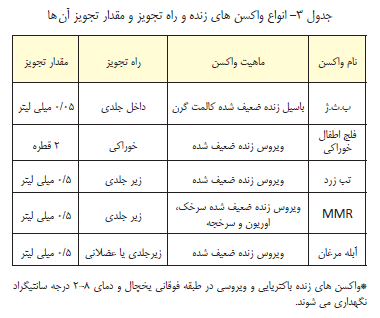 جدول ۳- انواع واکسن های زنده و راه تجویز و مقدار تجویز آن‌ها
نام واکسن ماهیت واکسن راه تجویز مقدار تجویز
ب.ث.ژ باسیل زنده ضعیف شده کالمت گرن داخل جلدی ۰/۰۵ میلی لیتر
فلج اطفال
خوراکی ویروس زنده ضعیف شده خوراکی ۲ قطره
تب زرد ویروس زنده ضعیف شده زیر جلدی ۰/۵ میلی لیتر
MMR ویروس زنده ضعیف شده سرخک،
اوریون و سرخجه زیر جلدی ۰/۵ میلی لیتر
آبله مرغان ویروس زنده ضعیف شده زیرجلدی یا عضلانی ۰/۵ میلی لیتر
*واکسن های زنده باکتریایی و ویروسی در طبقه فوقانی یخچال و دمای ۸-۲ درجه سانتیگراد
نگهداری می شوند.